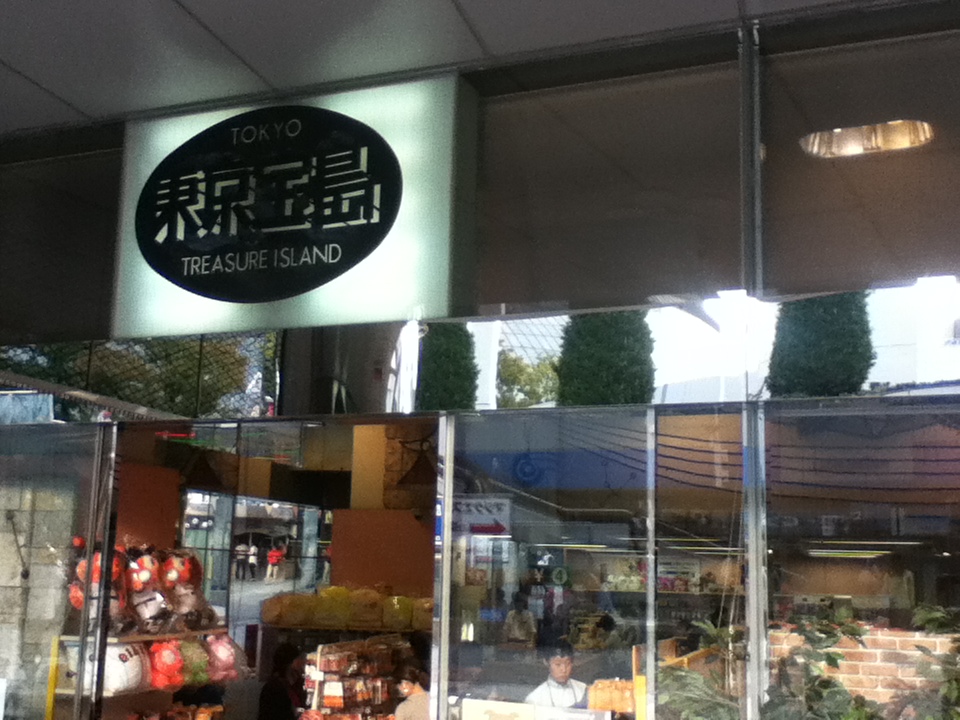 TOKYO
東京宝島
TREASURE ISLAND